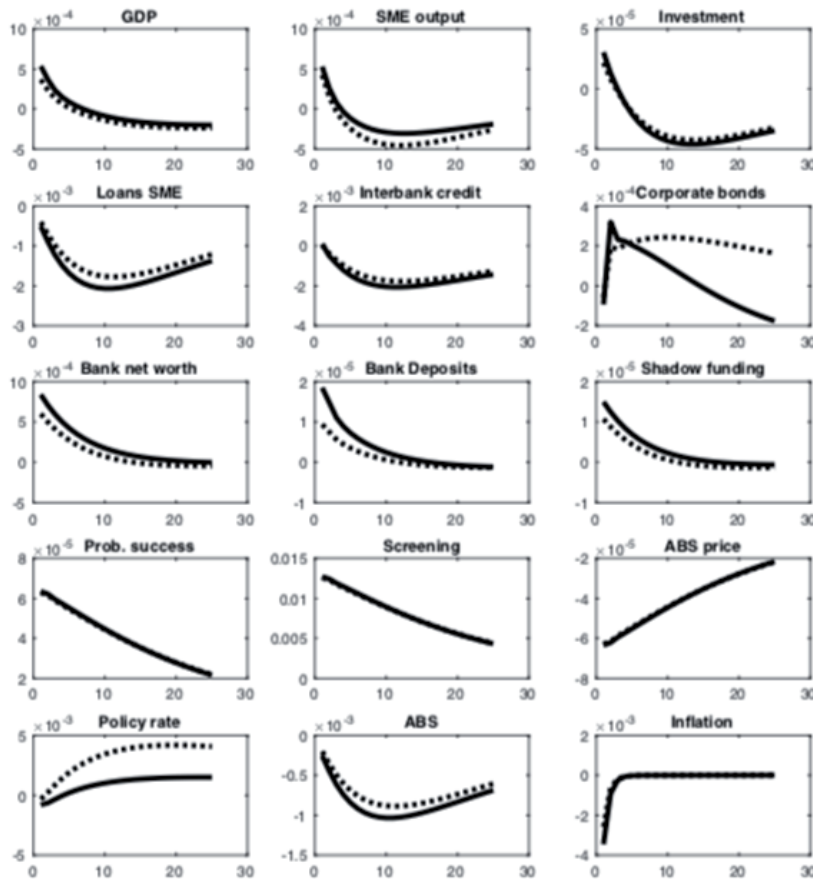 GDP SME output Investment
×10⁻⁴ ×10⁻⁴ ×10⁻⁵
10 10 5
5 5
0 0 0
-5 -5 -5
0 10 20 30 0 10 20 30 0 10 20 30
Loans SME Interbank credit Corporate bonds
×10⁻³ ×10⁻³ ×10⁻⁴
0 2 4
-1 0 2
-2 -2 0
-3 -4 -2
0 10 20 30 0 10 20 30 0 10 20 30
Bank net worth Bank Deposits Shadow funding
×10⁻⁴ ×10⁻⁵ ×10⁻⁵
10 2 2
5 1 1
0 0 0
-5 -1 -1
0 10 20 30 0 10 20 30 0 10 20 30
Prob. success Screening ABS price
×10⁻⁵ ×10⁻⁵
8 0.015 -2
6 0.01 -4
4 0.005 -6
2 0 -8
0 10 20 30 0 10 20 30 0 10 20 30
Policy rate ABS Inflation
×10⁻³ ×10⁻³ ×10⁻³
5 0 2
-0.5 0
0 -1 -2
-5 -1.5 -4
0 10 20 30 0 10 20 30 0 10 20 30